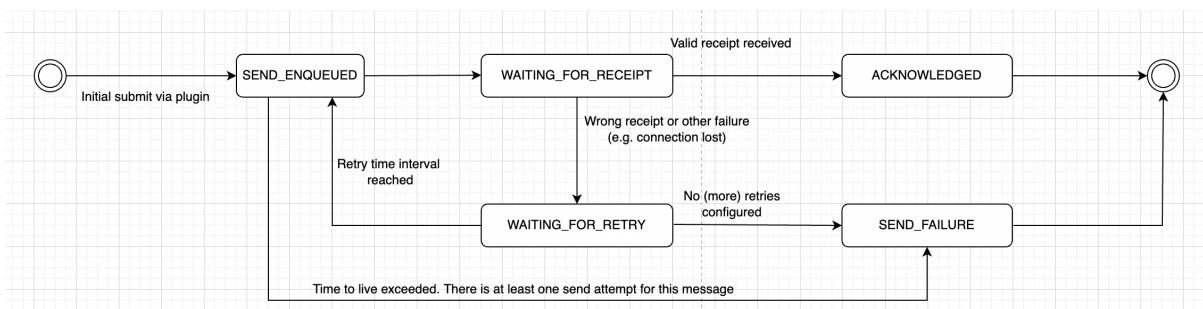 Valid receipt received
SEND_ENQUEUED
WAITING_FOR_RECEIPT
ACKNOWLEDGED
Initial submit via plugin
Wrong receipt or other failure
(e.g. connection lost)
Retry time interval
reached
No (more) retries
configured
WAITING_FOR_RETRY
SEND_FAILURE
Time to live exceeded. There is at least one send attempt for this message